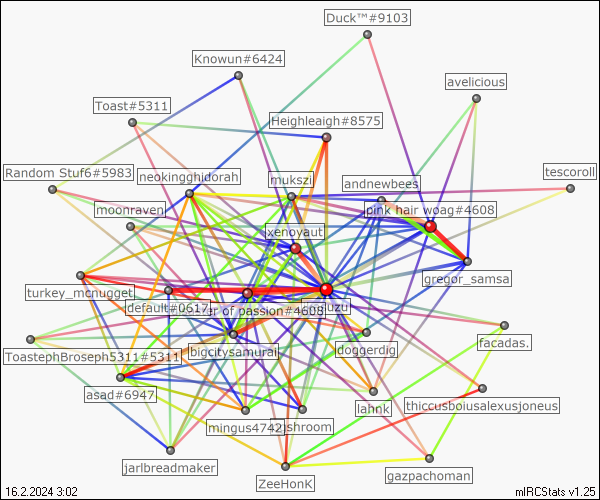 Duck™#9103
Knowun#6424
avelicious
Toast#5311
Heighleaigh#8575
Random Stuf6#5983
neokingghidorah
mukszi
andnewbees
tescoroll
moonraven
pink hair woag#4608
xenoyaut
gregor_samsa
turkey_mcnugget
default#0617
er of passion#4608
uzu
ToastephBroseph5311#5311
bigcitysamurai
doggerdig
facadas.
asad#6947
lahnk
thiccusboiusalexusjoneus
mingus4742
shroom
jarlbreadmaker
ZeeHonK
gazpachoman
16.2.2024 3:02
mIRCStats v1.25